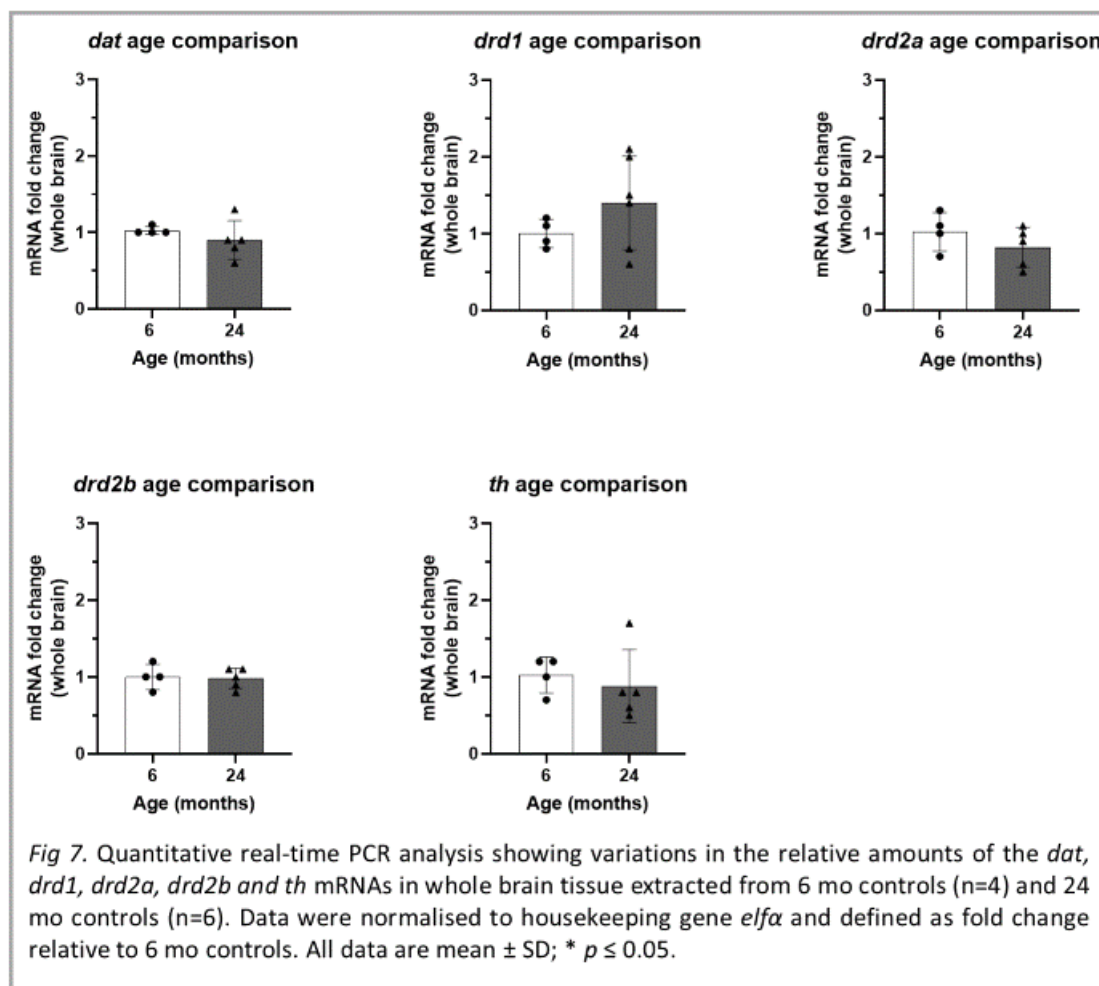 dat age comparison
drd1 age comparison
drd2a age comparison
mRNA fold change
(whole brain)
3
2
1
0
6
24
Age (months)
mRNA fold change
(whole brain)
3
2
1
0
6
24
Age (months)
mRNA fold change
(whole brain)
3
2
1
0
6
24
Age (months)
drd2b age comparison
th age comparison
mRNA fold change
(whole brain)
3
2
1
0
6
24
Age (months)
mRNA fold change
(whole brain)
3
2
1
0
6
24
Age (months)
Fig 7. Quantitative real-time PCR analysis showing variations in the relative amounts of the dat,
drd1, drd2a, drd2b and th mRNAs in whole brain tissue extracted from 6 mo controls (n=4) and 24
mo controls (n=6). Data were normalised to housekeeping gene elfα and defined as fold change
relative to 6 mo controls. All data are mean ± SD; * p ≤ 0.05.